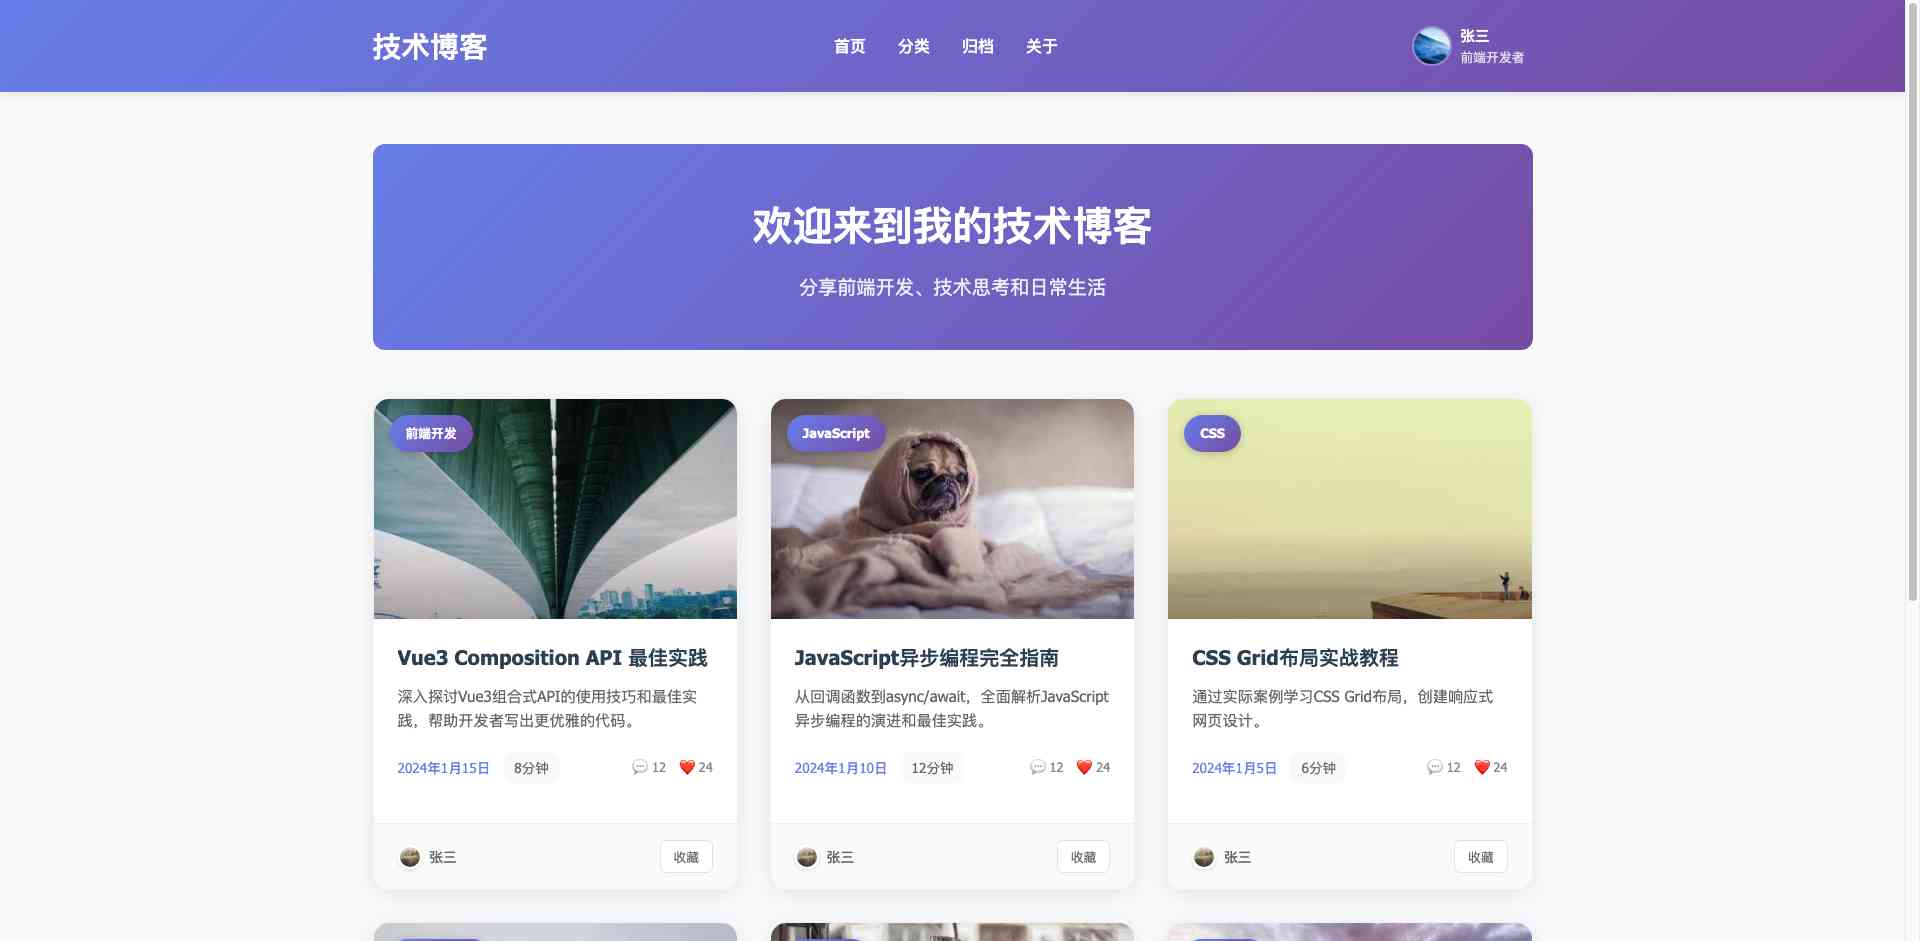 技术博客
首页 分类 归档 关于
张三
前端开发者
欢迎来到我的技术博客
分享前端开发、技术思考和日常生活
前端开发
Vue3 Composition API 最佳实践
深入探讨Vue3组合式API的使用技巧和最佳实
践，帮助开发者写出更优雅的代码。
2024年1月15日 8分钟 💬 12 ❤️ 24
张三 收藏
JavaScript
JavaScript异步编程完全指南
从回调函数到async/await，全面解析JavaScript
异步编程的演进和最佳实践。
2024年1月10日 12分钟 💬 12 ❤️ 24
张三 收藏
CSS
CSS Grid布局实战教程
通过实际案例学习CSS Grid布局，创建响应式
网页设计。
2024年1月5日 6分钟 💬 12 ❤️ 24
张三 收藏